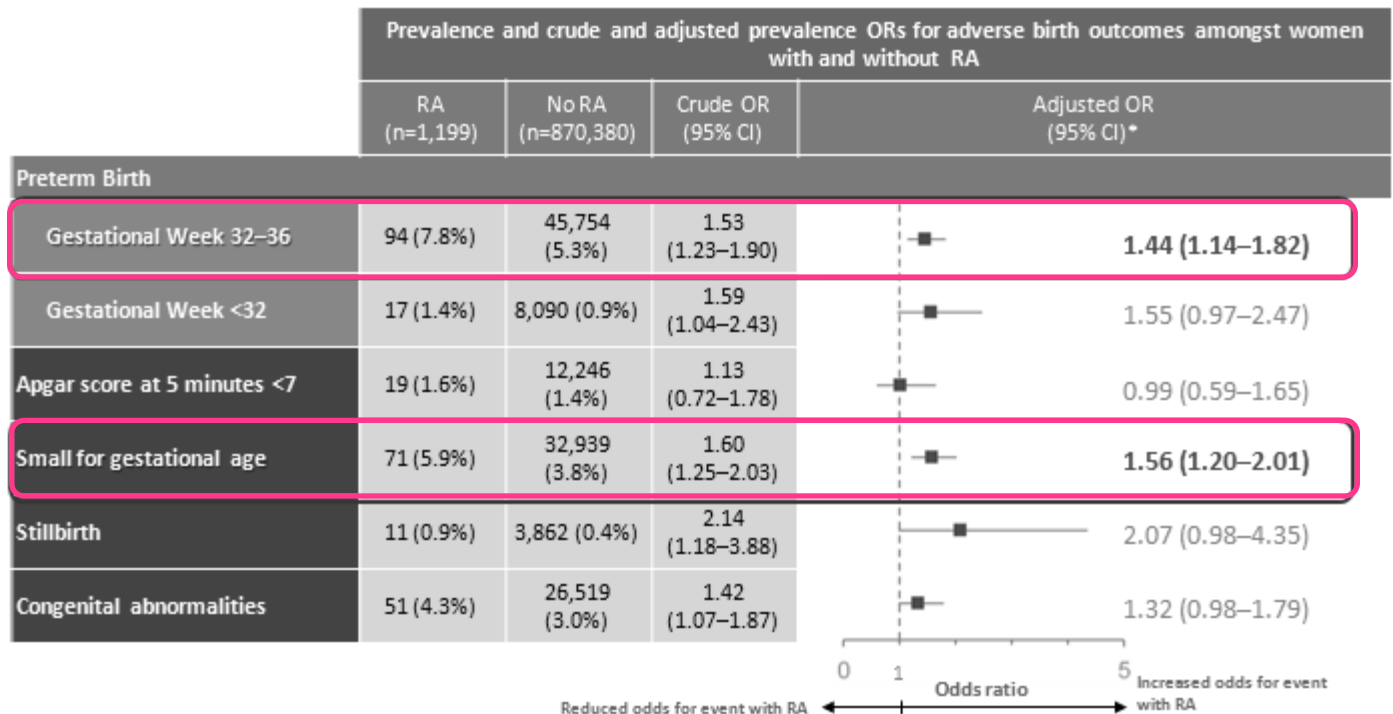 Prevalence and crude and adjusted prevalence ORs for adverse birth outcomes amongst women
with and without RA
RA
(n=1,199)
No RA
(n=870,380)
Crude OR
(95% CI)
Adjusted OR
(95% CI)*
Preterm Birth
Gestational Week 32–36
94 (7.8%)
45,754
(5.3%)
1.53
(1.23–1.90)
1.44 (1.14–1.82)
Gestational Week <32
17 (1.4%)
8,090 (0.9%)
1.59
(1.04–2.43)
1.55 (0.97–2.47)
Apgar score at 5 minutes <7
19 (1.6%)
12,246
(1.4%)
1.13
(0.72–1.78)
0.99 (0.59–1.65)
Small for gestational age
71 (5.9%)
32,939
(3.8%)
1.60
(1.25–2.03)
1.56 (1.20–2.01)
Stillbirth
11 (0.9%)
3,862 (0.4%)
2.14
(1.18–3.88)
2.07 (0.98–4.35)
Congenital abnormalities
51 (4.3%)
26,519
(3.0%)
1.42
(1.07–1.87)
1.32 (0.98–1.79)
0 1 5
Odds ratio
Reduced odds for event with RA
Increased odds for event
with RA